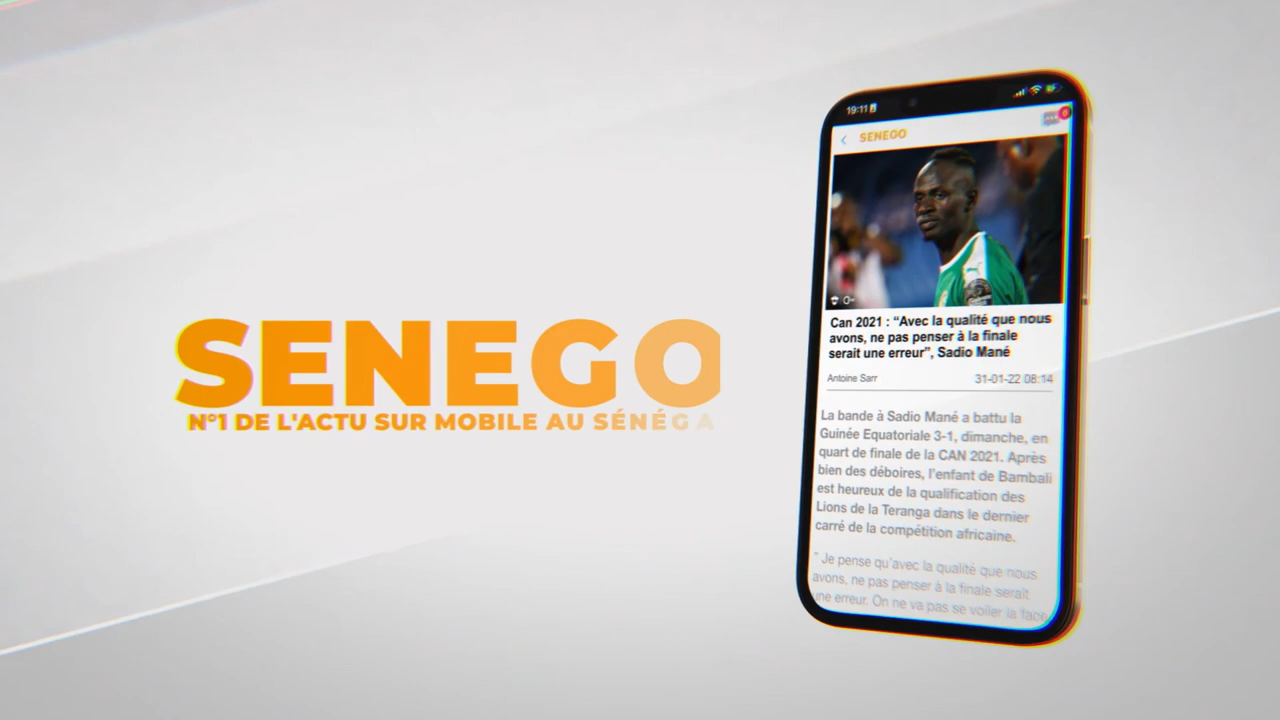 SENEGO
N°1 DE L'ACTU SUR MOBILE AU SÉNÉGA
19:11
SENEGO
Can 2021 : “Avec la qualité que nous
avons, ne pas penser à la finale
serait une erreur”, Sadio Mané
Antoine Sarr 31-01-22 08:14
La bande à Sadio Mané a battu la
Guinée Equatoriale 3-1, dimanche, en
quart de finale de la CAN 2021. Après
bien des déboires, l'enfant de Bambali
est heureux de la qualification des
Lions de la Teranga dans le dernier
carré de la compétition africaine.
" Je pense qu'avec la qualité que nous
avons, ne pas penser à la finale serait
une erreur. On ne va pas se voiler la face